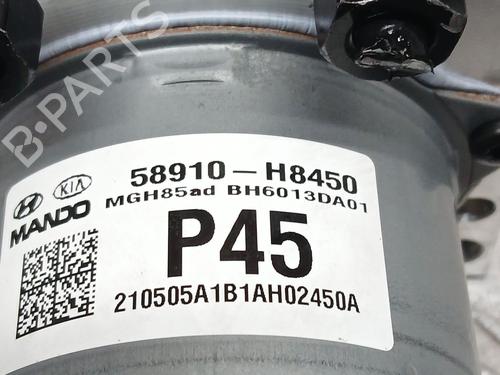 B-PARTS
KIA
MANDO
58910-H8450
MGH85ad BH6013DA01
P45
210505A1B1AH02450A